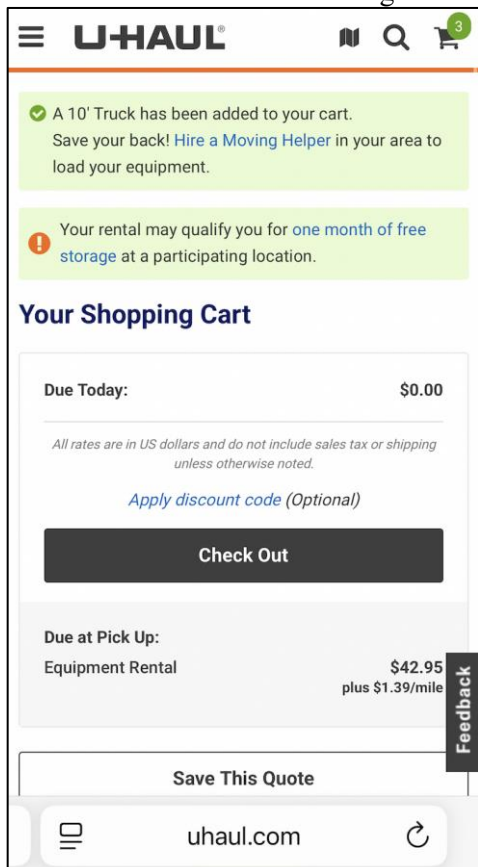 U-HAUL®
3
A 10' Truck has been added to your cart.
Save your back! Hire a Moving Helper in your area to
load your equipment.
Your rental may qualify you for one month of free
storage at a participating location.
Your Shopping Cart
Due Today: $0.00
All rates are in US dollars and do not include sales tax or shipping
unless otherwise noted.
Apply discount code (Optional)
Check Out
Due at Pick Up:
Equipment Rental $42.95
plus $1.39/mile
Feedback
Save This Quote
uhaul.com